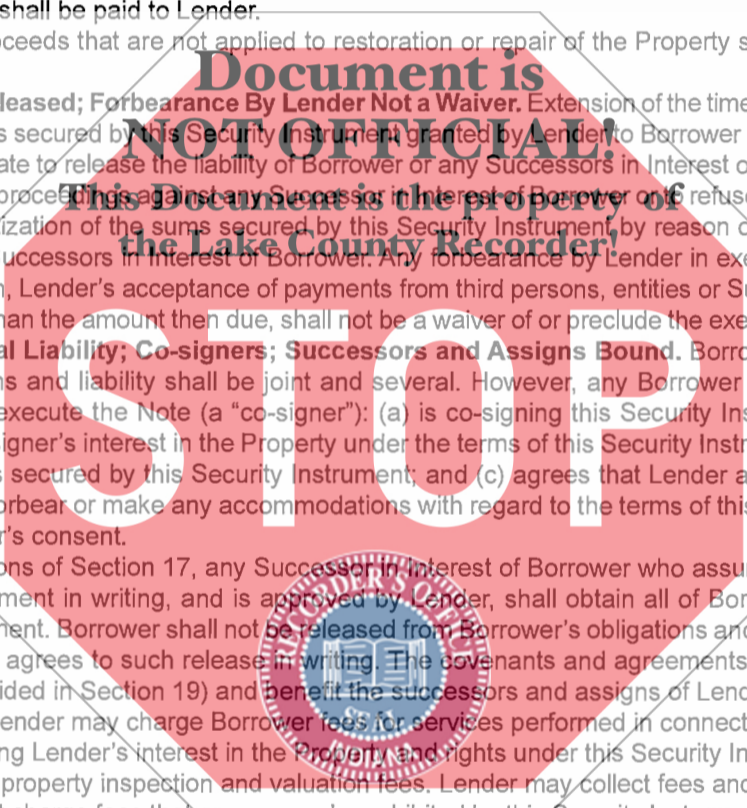 shall be paid to Lender.
ceeds that are not applied to restoration or repair of the Property s
Document is
leased; Forbearance By Lender Not a Waiver. Extension of the time
NOT OFFICIAL!
s secured by this Security Instrument granted by Lender to Borrower
ate to release the liability of Borrower or any Successors in Interest o
This Document is the property of
proceedings against any Successor in Interest of Borrower or to refuse
ization of the sums secured by this Security Instrument by reason o
the Lake County Recorder!
uccessors in Interest of Borrower. Any forbearance by Lender in exe
, Lender's acceptance of payments from third persons, entities or Su
han the amount then due, shall not be a waiver of or preclude the exe
al Liability; Co-signers; Successors and Assigns Bound. Borro
ns and liability shall be joint and several. However, any Borrower
execute the Note (a “co-signer”): (a) is co-signing this Security Ins
STOP
igner's interest in the Property under the terms of this Security Instr
secured by this Security Instrument; and (c) agrees that Lender a
orbear or make any accommodations with regard to the terms of this
r's consent.
ons of Section 17, any Successor in Interest of Borrower who assu
RECORDER'S OFFICE
ment in writing, and is approved by Lender, shall obtain all of Bor
ment. Borrower shall not be released from Borrower's obligations and
agrees to such release in writing. The covenants and agreements
ided in Section 19) and benefit the successors and assigns of Lend
SEAL
ender may charge Borrower fees for services performed in connect
INDIANA
ng Lender's interest in the Property and rights under this Security In
property inspection and valuation fees. Lender may collect fees and